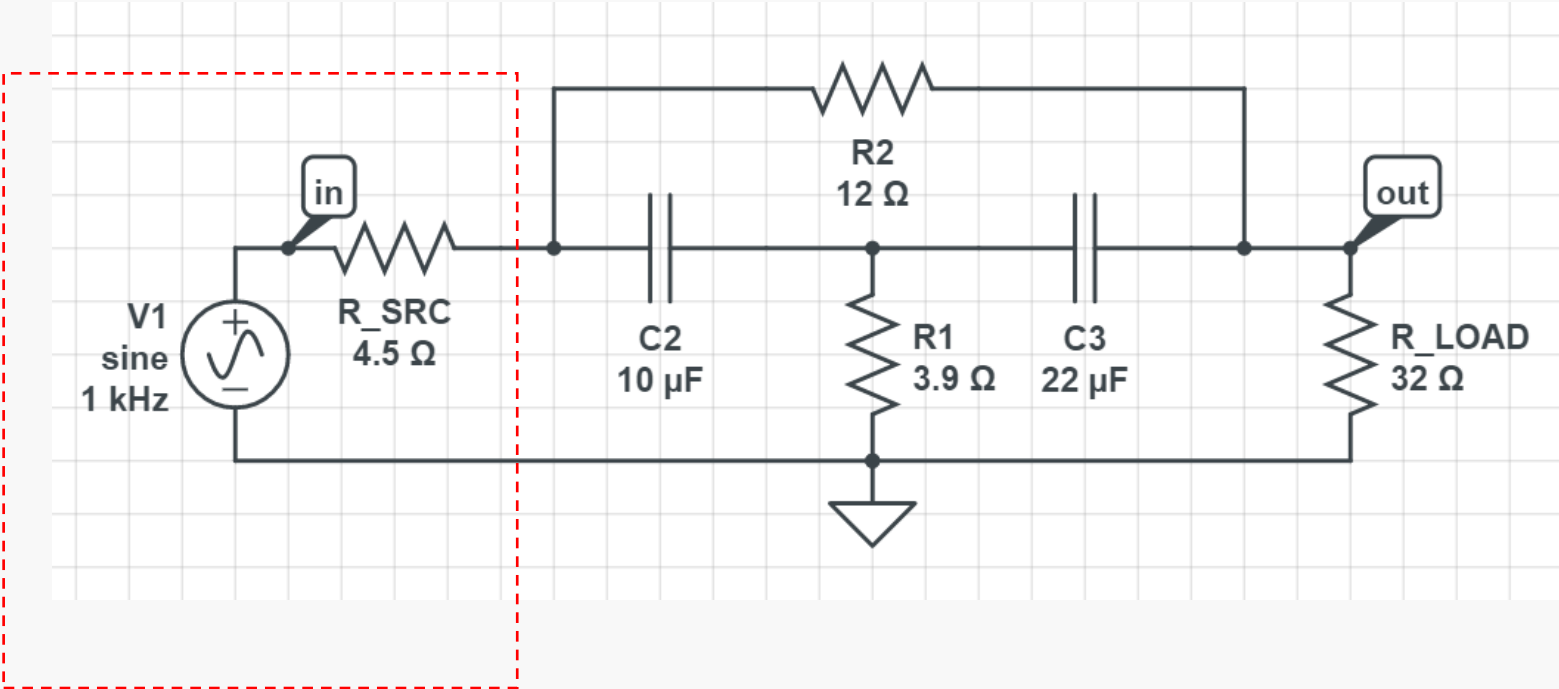 R2
12 Ω
in
out
V1
sine
1 kHz
R_SRC
4.5 Ω
C2
10 µF
R1
3.9 Ω
C3
22 µF
R_LOAD
32 Ω